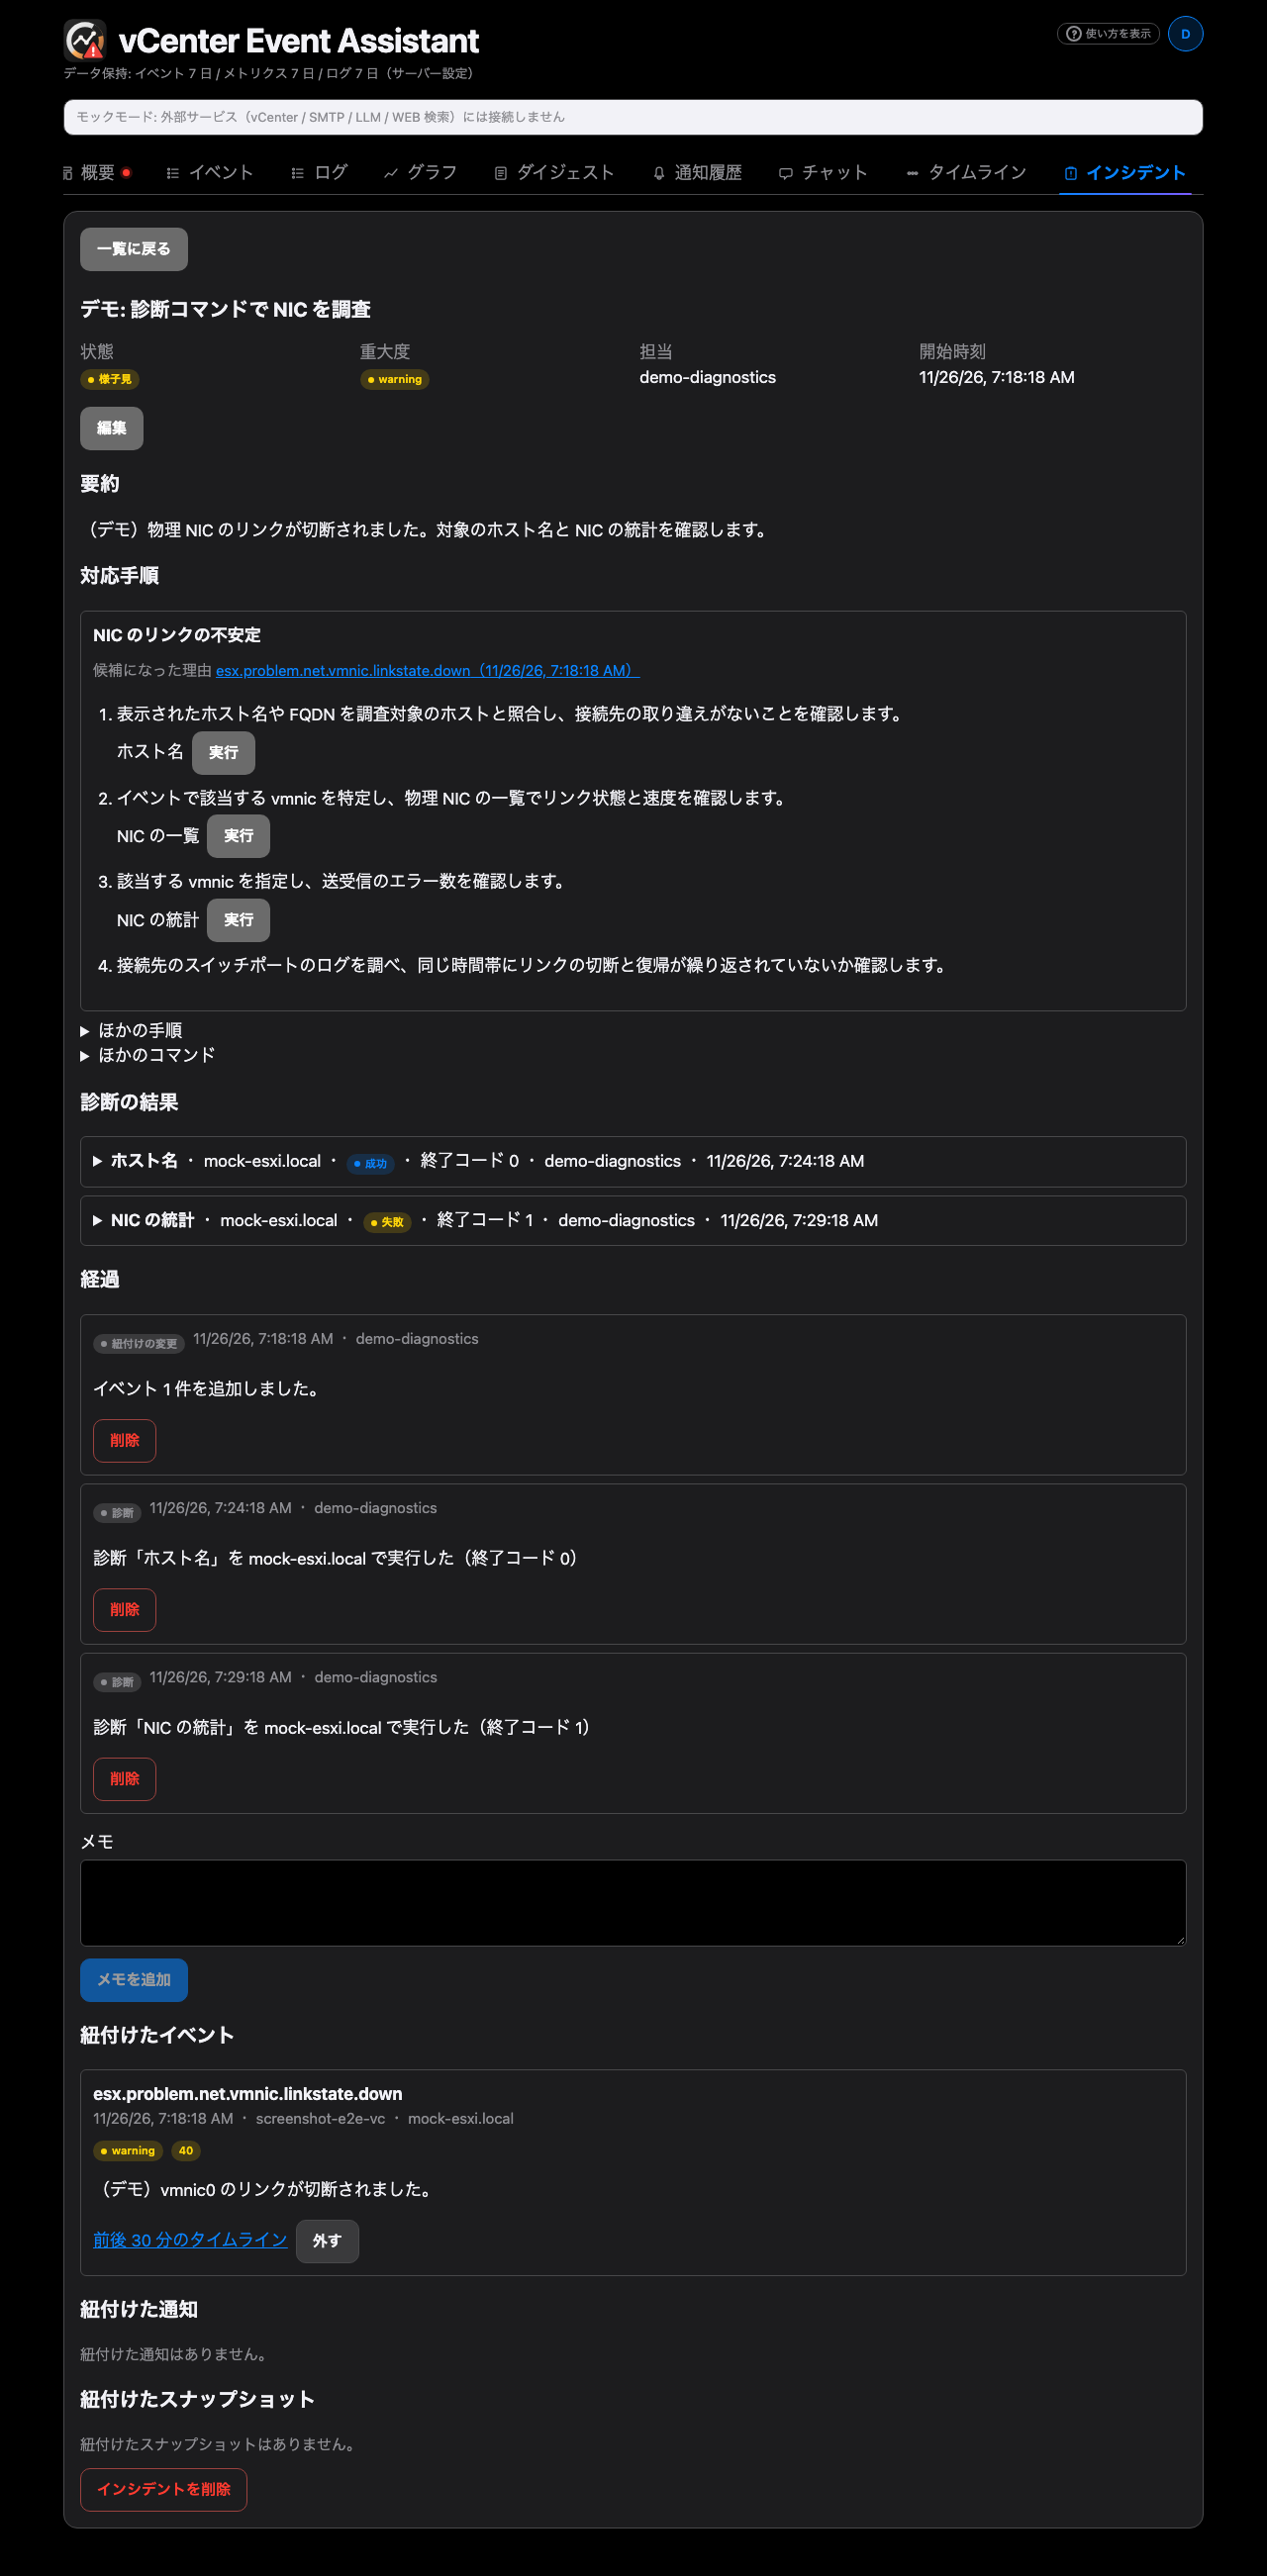 vCenter Event Assistant
使い方を表示
D
データ保持: イベント 7 日 / メトリクス 7 日 / ログ 7 日（サーバー設定）
モックモード: 外部サービス（vCenter / SMTP / LLM / WEB 検索）には接続しません
概要 イベント ログ グラフ ダイジェスト 通知履歴 チャット タイムライン インシデント
一覧に戻る
デモ: 診断コマンドで NIC を調査
状態 重大度 担当 開始時刻
様子見 warning demo-diagnostics 11/26/26, 7:18:18 AM
編集
要約
（デモ）物理 NIC のリンクが切断されました。対象のホスト名と NIC の統計を確認します。
対応手順
NIC のリンクの不安定
候補になった理由 esx.problem.net.vmnic.linkstate.down（11/26/26, 7:18:18 AM）
1. 表示されたホスト名や FQDN を調査対象のホストと照合し、接続先の取り違えがないことを確認します。
ホスト名 実行
2. イベントで該当する vmnic を特定し、物理 NIC の一覧でリンク状態と速度を確認します。
NIC の一覧 実行
3. 該当する vmnic を指定し、送受信のエラー数を確認します。
NIC の統計 実行
4. 接続先のスイッチポートのログを調べ、同じ時間帯にリンクの切断と復帰が繰り返されていないか確認します。
▶ ほかの手順
▶ ほかのコマンド
診断の結果
▶ ホスト名 ・ mock-esxi.local ・ 成功 ・ 終了コード 0 ・ demo-diagnostics ・ 11/26/26, 7:24:18 AM
▶ NIC の統計 ・ mock-esxi.local ・ 失敗 ・ 終了コード 1 ・ demo-diagnostics ・ 11/26/26, 7:29:18 AM
経過
紐付けの変更 11/26/26, 7:18:18 AM ・ demo-diagnostics
イベント 1 件を追加しました。
削除
診断 11/26/26, 7:24:18 AM ・ demo-diagnostics
診断「ホスト名」を mock-esxi.local で実行した（終了コード 0）
削除
診断 11/26/26, 7:29:18 AM ・ demo-diagnostics
診断「NIC の統計」を mock-esxi.local で実行した（終了コード 1）
削除
メモ
メモを追加
紐付けたイベント
esx.problem.net.vmnic.linkstate.down
11/26/26, 7:18:18 AM ・ screenshot-e2e-vc ・ mock-esxi.local
warning 40
（デモ）vmnic0 のリンクが切断されました。
前後 30 分のタイムライン 外す
紐付けた通知
紐付けた通知はありません。
紐付けたスナップショット
紐付けたスナップショットはありません。
インシデントを削除